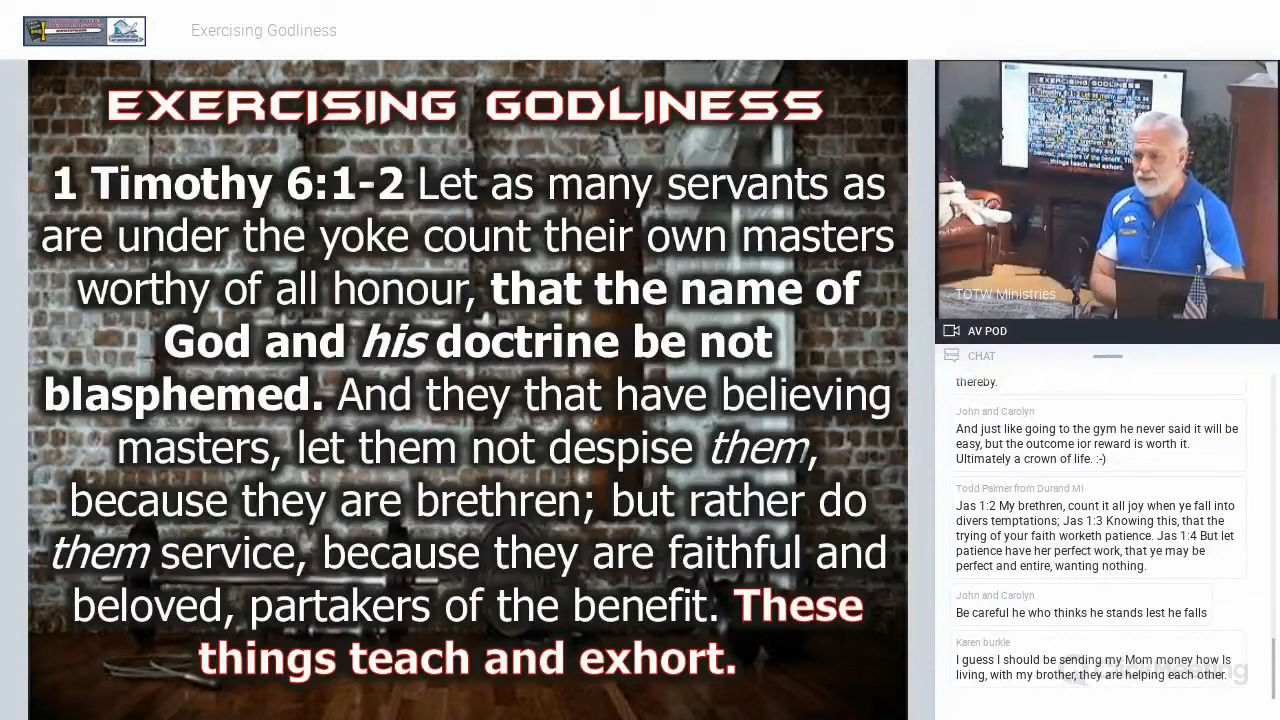 Exercising Godliness
EXERCISING GODLINESS
1 Timothy 6:1-2 Let as many servants as
are under the yoke count their own masters
worthy of all honour, that the name of
God and his doctrine be not
blasphemed. And they that have believing
masters, let them not despise them,
because they are brethren; but rather do
them service, because they are faithful and
beloved, partakers of the benefit. These
things teach and exhort.
TOTW Ministries
AV POD
CHAT
thereby.
John and Carolyn
And just like going to the gym he never said it will be
easy, but the outcome ior reward is worth it.
Ultimately a crown of life. :-)
Todd Palmer from Durand MI
Jas 1:2 My brethren, count it all joy when ye fall into
divers temptations; Jas 1:3 Knowing this, that the
trying of your faith worketh patience. Jas 1:4 But let
patience have her perfect work, that ye may be
perfect and entire, wanting nothing.
John and Carolyn
Be careful he who thinks he stands lest he falls
Karen burkle
I guess I should be sending my Mom money how Is
living, with my brother, they are helping each other.